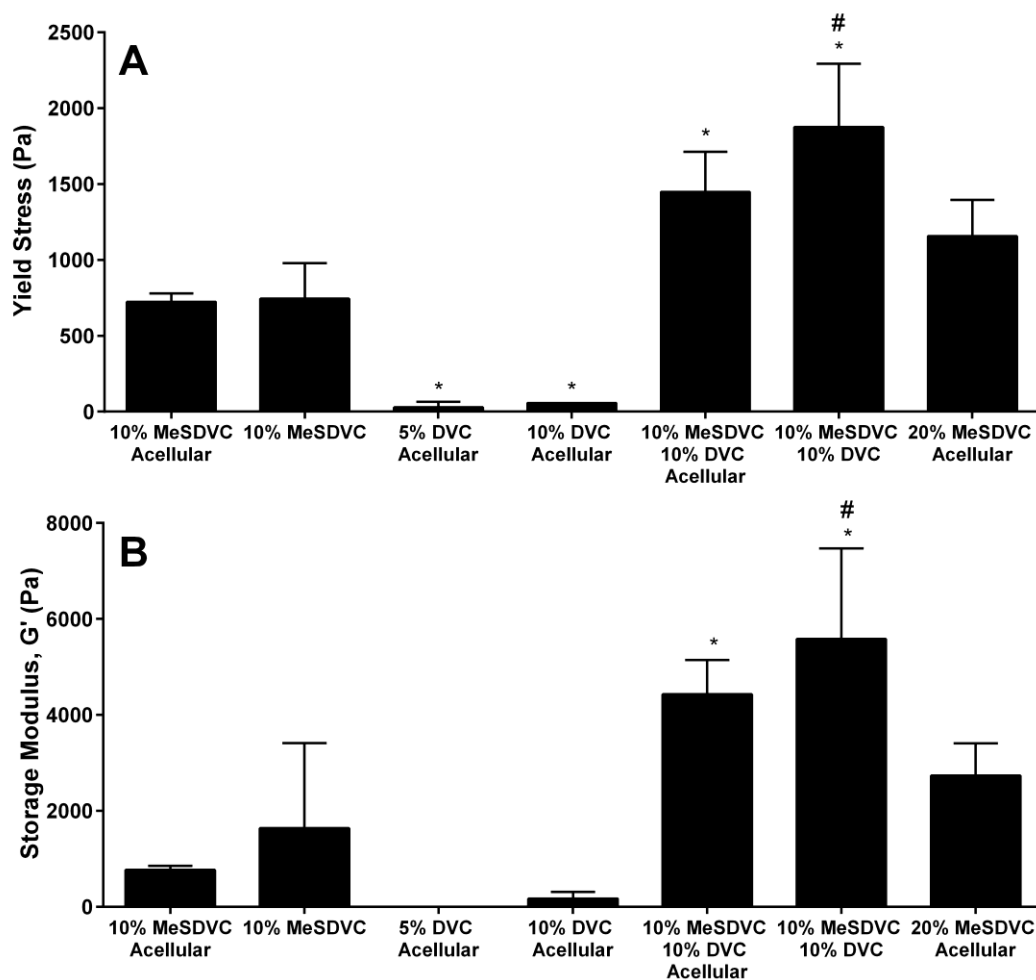 A
Yield Stress (Pa)
2500
2000
1500
1000
500
0
*
*
*
#
*
10% MeSDVC
Acellular
10% MeSDVC
5% DVC
Acellular
10% DVC
Acellular
10% MeSDVC
10% DVC
Acellular
10% MeSDVC
10% DVC
20% MeSDVC
Acellular
B
Storage Modulus, G' (Pa)
8000
6000
4000
2000
0
*
#
*
10% MeSDVC
Acellular
10% MeSDVC
5% DVC
Acellular
10% DVC
Acellular
10% MeSDVC
10% DVC
Acellular
10% MeSDVC
10% DVC
20% MeSDVC
Acellular